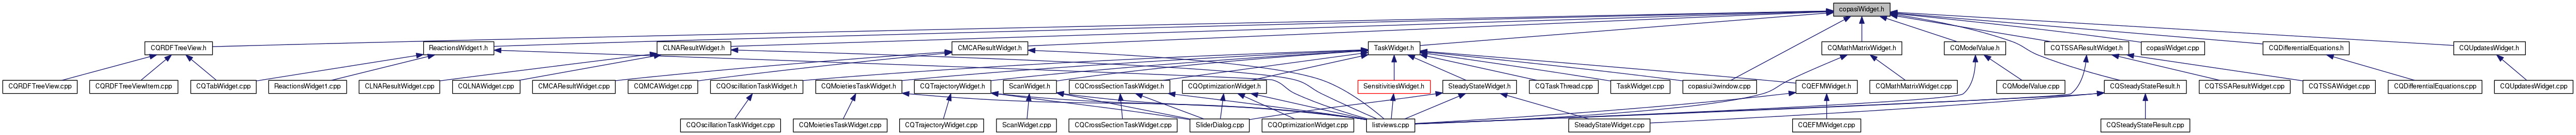 copasiWidget.h
CQRDFTreeView.h
ReactionsWidget1.h
CLNAResultWidget.h
CMCAResultWidget.h
TaskWidget.h
CQMathMatrixWidget.h
CQModelValue.h
CQTSSAResultWidget.h
copasiWidget.cpp
CQDifferentialEquations.h
CQUpdatesWidget.h
CQRDFTreeView.cpp
CQRDFTreeViewItem.cpp
CQTabWidget.cpp
ReactionsWidget1.cpp
CLNAResultWidget.cpp
CQLNAWidget.cpp
CMCAResultWidget.cpp
CQMCAWidget.cpp
CQOscillationTaskWidget.h
CQMoietiesTaskWidget.h
CQTrajectoryWidget.h
ScanWidget.h
CQCrossSectionTaskWidget.h
CQOptimizationWidget.h
SensitivitiesWidget.h
SteadyStateWidget.h
CQTaskThread.cpp
TaskWidget.cpp
copasiui3window.cpp
CQEFMWidget.h
CQMathMatrixWidget.cpp
CQModelValue.cpp
CQSteadyStateResult.h
CQTSSAResultWidget.cpp
CQTSSAWidget.cpp
CQDifferentialEquations.cpp
CQUpdatesWidget.cpp
CQOscillationTaskWidget.cpp
CQMoietiesTaskWidget.cpp
CQTrajectoryWidget.cpp
ScanWidget.cpp
CQCrossSectionTaskWidget.cpp
SliderDialog.cpp
CQOptimizationWidget.cpp
listviews.cpp
SteadyStateWidget.cpp
CQEFMWidget.cpp
CQSteadyStateResult.cpp